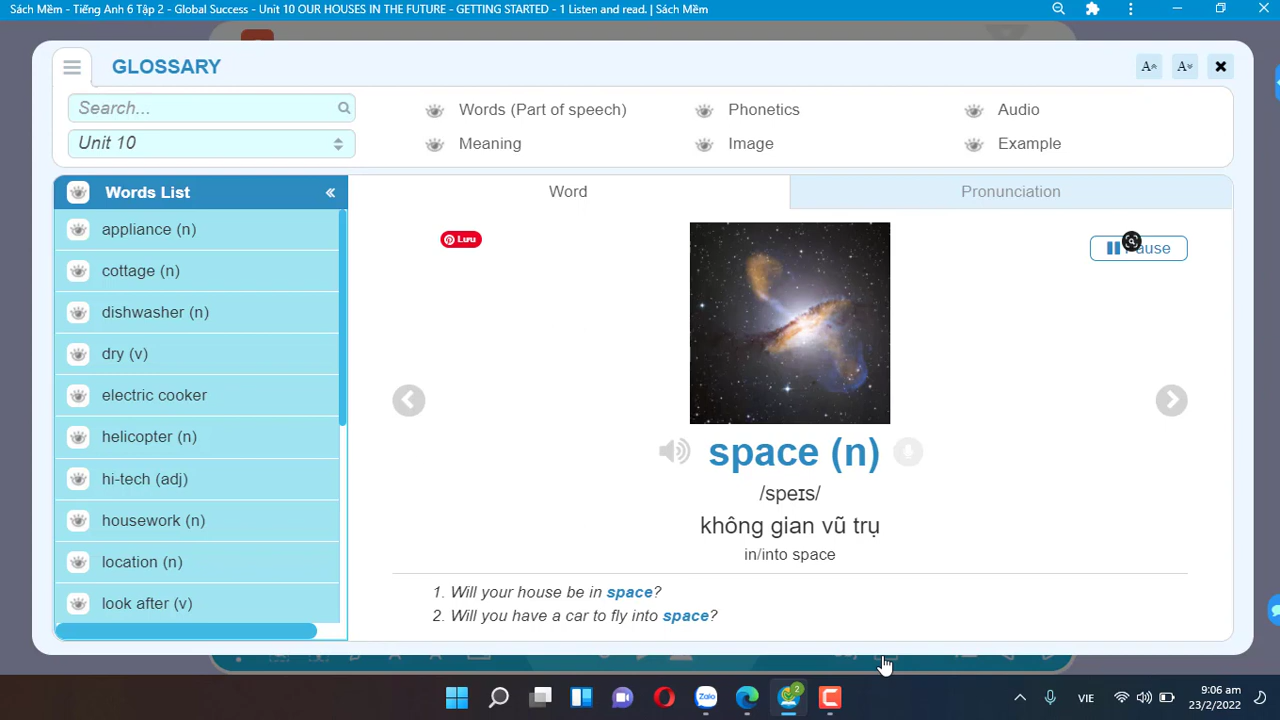 Sách Mềm - Tiếng Anh 6 Tập 2 - Global Success - Unit 10 OUR HOUSES IN THE FUTURE - GETTING STARTED - 1 Listen and read. | Sách Mềm
GLOSSARY
A A
Search...
Unit 10
Words (Part of speech)
Phonetics
Audio
Meaning
Image
Example
Words List
Word
Pronunciation
appliance (n)
cottage (n)
dishwasher (n)
dry (v)
electric cooker
helicopter (n)
hi-tech (adj)
housework (n)
location (n)
look after (v)
Lưu
space (n)
/speɪs/
không gian vũ trụ
in/into space
1. Will your house be in space?
2. Will you have a car to fly into space?
Zalo
2
VIE
9:06 am
23/2/2022